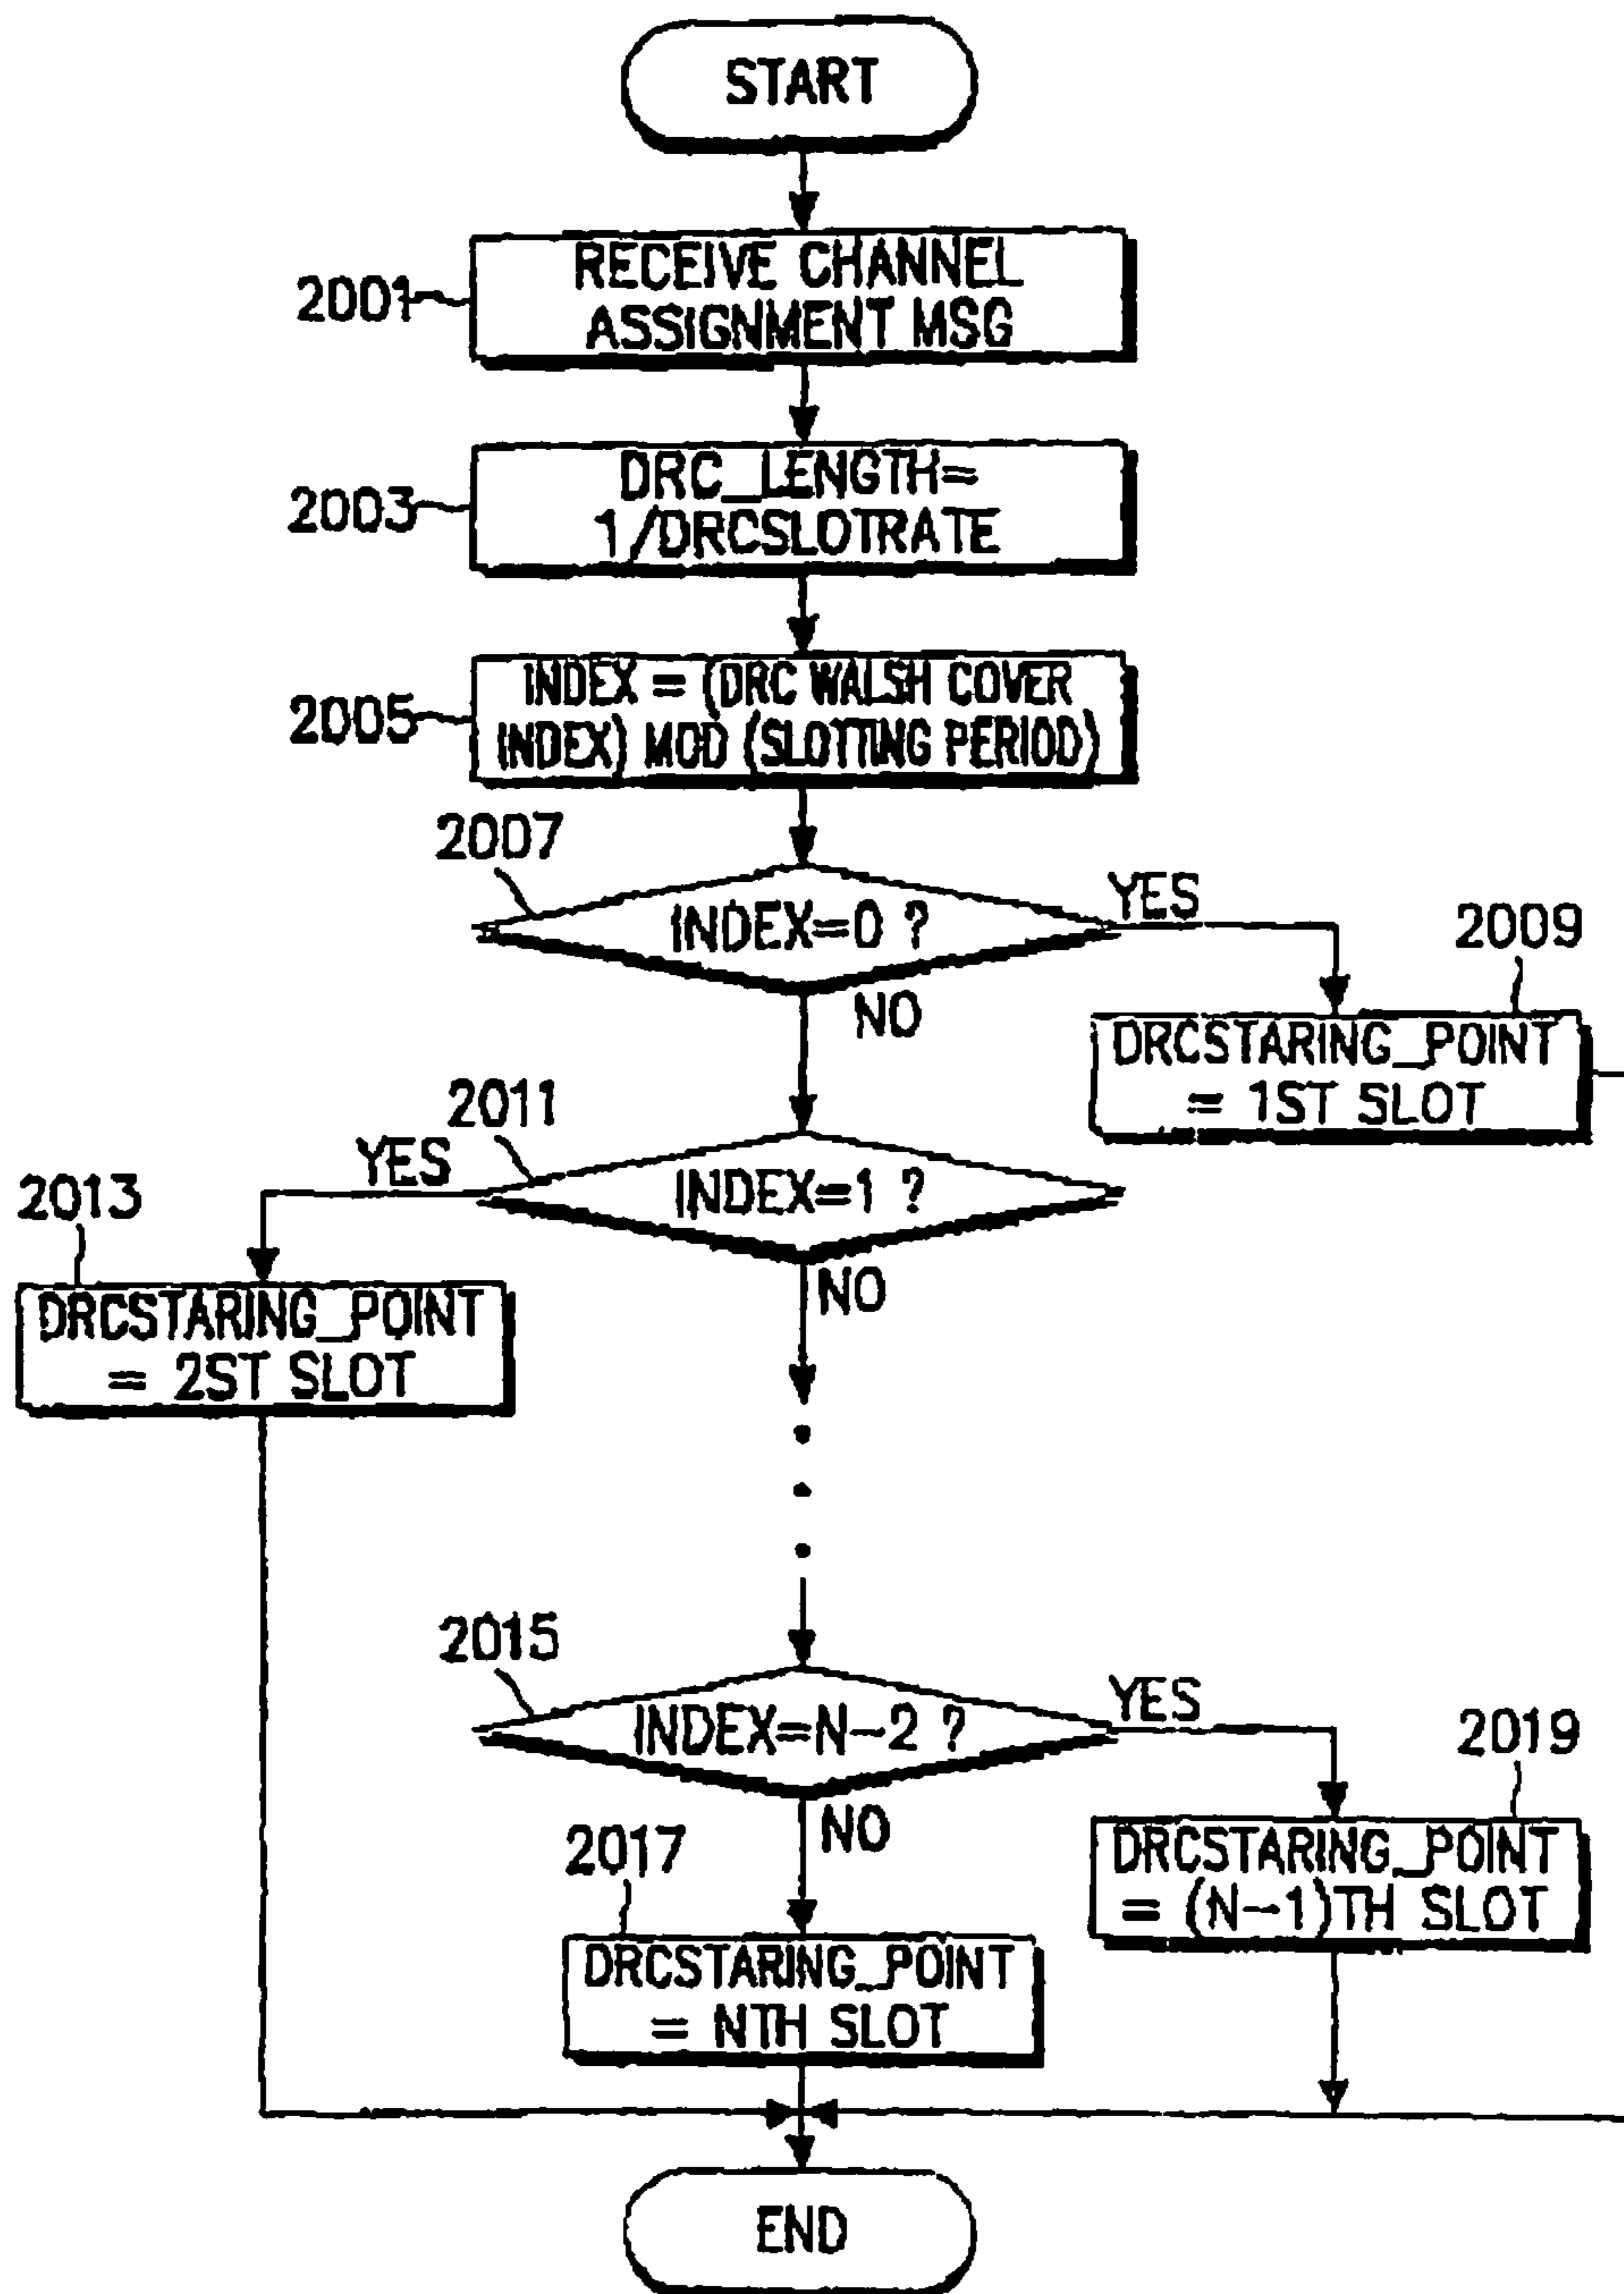 START
2001
RECEIVE CHANNEL
ASSIGNMENT MSG
2003
DRC_LENGTH=
1/DRCSLOTRATE
2005
INDEX = (DRC WALSH COVER
INDEX) MOD (SLOTTING PERIOD)
2007
INDEX=0 ?
YES
NO
2009
DRCSTARING_POINT
= 1ST SLOT
2011
INDEX=1 ?
YES
NO
2013
DRCSTARING_POINT
= 2ST SLOT
2015
INDEX=N-2 ?
YES
NO
2019
DRCSTARING_POINT
= (N-1)TH SLOT
2017
DRCSTARING_POINT
= NTH SLOT
END